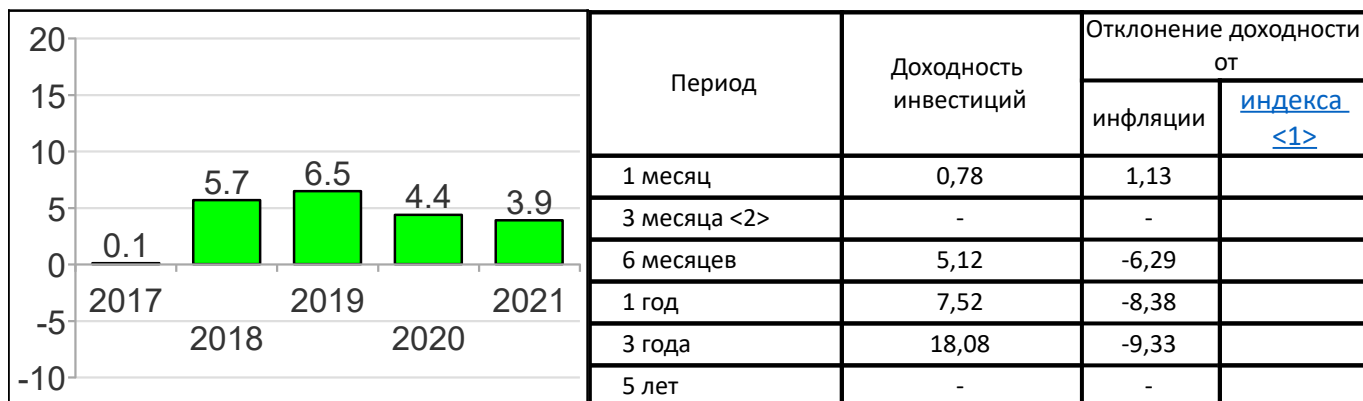 20
15
10
5
0
-5
-10
0.1
5.7
6.5
4.4
3.9
2017
2018
2019
2020
2021
Период
Доходность
инвестиций
Отклонение доходности
от
инфляции
индекса
<1>
1 месяц 0,78 1,13
3 месяца <2> - -
6 месяцев 5,12 -6,29
1 год 7,52 -8,38
3 года 18,08 -9,33
5 лет - -